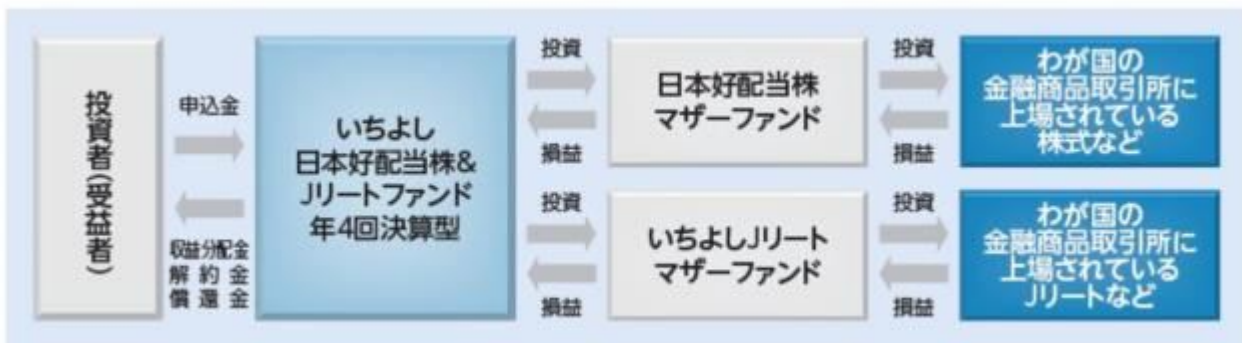 投資者(受益者)
申込金
収益分配金
解約金
償還金
いちよし
日本好配当株&
Jリートファンド
年4回決算型
投資
損益
日本好配当株
マザーファンド
投資
損益
わが国の
金融商品取引所に
上場されている
株式など
投資
損益
いちよしJリート
マザーファンド
投資
損益
わが国の
金融商品取引所に
上場されている
Jリートなど